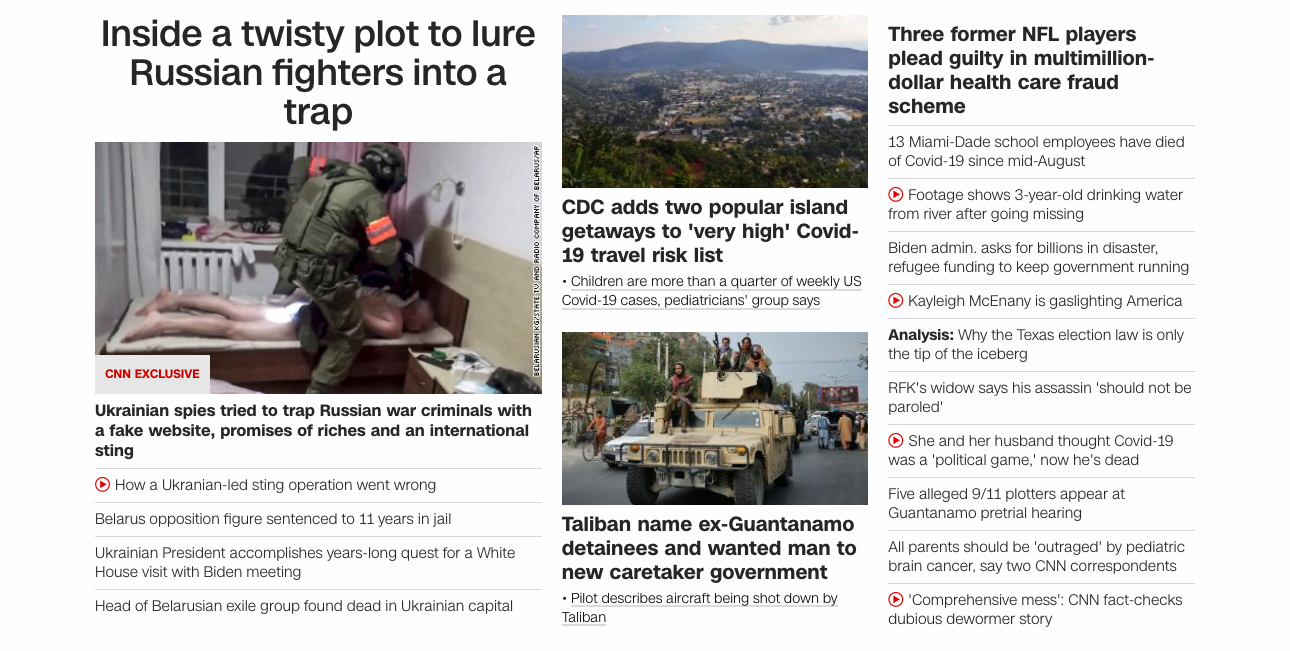 Inside a twisty plot to lure
Russian fighters into a
trap
BELARUSIAN KG/STATE TV AND RADIO COMPANY OF BELARUS/AP
CNN EXCLUSIVE
Ukrainian spies tried to trap Russian war criminals with
a fake website, promises of riches and an international
sting
How a Ukranian-led sting operation went wrong
Belarus opposition figure sentenced to 11 years in jail
Ukrainian President accomplishes years-long quest for a White
House visit with Biden meeting
Head of Belarusian exile group found dead in Ukrainian capital
CDC adds two popular island
getaways to 'very high' Covid-
19 travel risk list
• Children are more than a quarter of weekly US
Covid-19 cases, pediatricians' group says
Taliban name ex-Guantanamo
detainees and wanted man to
new caretaker government
• Pilot describes aircraft being shot down by
Taliban
Three former NFL players
plead guilty in multimillion-
dollar health care fraud
scheme
13 Miami-Dade school employees have died
of Covid-19 since mid-August
Footage shows 3-year-old drinking water
from river after going missing
Biden admin. asks for billions in disaster,
refugee funding to keep government running
Kayleigh McEnany is gaslighting America
Analysis: Why the Texas election law is only
the tip of the iceberg
RFK's widow says his assassin 'should not be
paroled'
She and her husband thought Covid-19
was a 'political game,' now he's dead
Five alleged 9/11 plotters appear at
Guantanamo pretrial hearing
All parents should be 'outraged' by pediatric
brain cancer, say two CNN correspondents
'Comprehensive mess': CNN fact-checks
dubious dewormer story